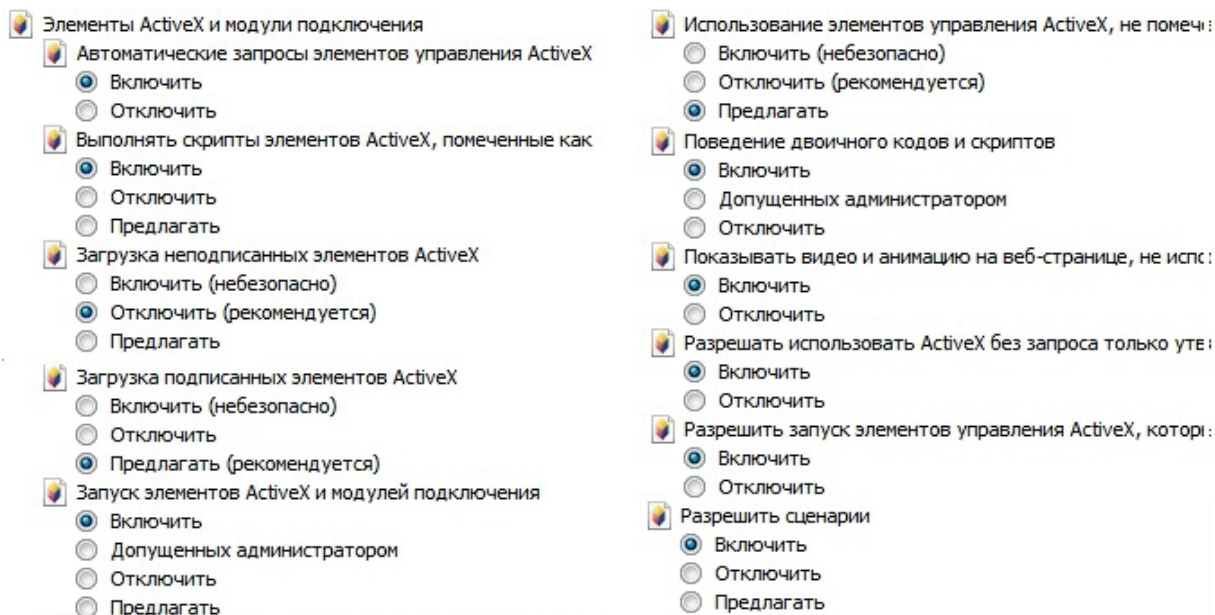 Элементы ActiveX и модули подключения
Автоматические запросы элементов управления ActiveX
Включить
Отключить
Выполнять скрипты элементов ActiveX, помеченные как
Включить
Отключить
Предлагать
Загрузка неподписанных элементов ActiveX
Включить (небезопасно)
Отключить (рекомендуется)
Предлагать
Загрузка подписанных элементов ActiveX
Включить (небезопасно)
Отключить
Предлагать (рекомендуется)
Запуск элементов ActiveX и модулей подключения
Включить
Допущенных администратором
Отключить
Предлагать
Использование элементов управления ActiveX, не
Включить (небезопасно)
Отключить (рекомендуется)
Предлагать
Поведение двоичного кодов и скриптов
Включить
Допущенных администратором
Отключить
Показывать видео и анимацию на веб-странице, не
Включить
Отключить
Разрешать использовать ActiveX без запроса только
Включить
Отключить
Разрешить запуск элементов управления ActiveX,
Включить
Отключить
Разрешить сценарии
Включить
Отключить
Предлагать